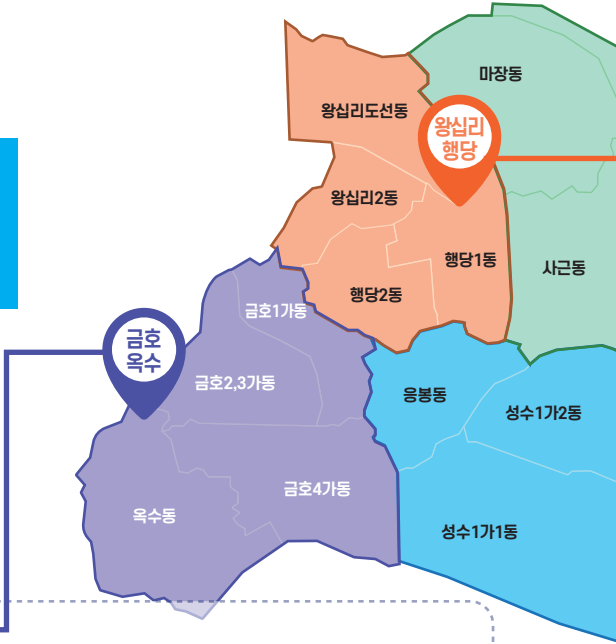 마장동
왕십리도선동
왕십리
행당
왕십리2동
행당1동
사근동
행당2동
금호1가동
금호
옥수
금호2,3가동
응봉동
성수1가2동
금호4가동
옥수동
성수1가1동